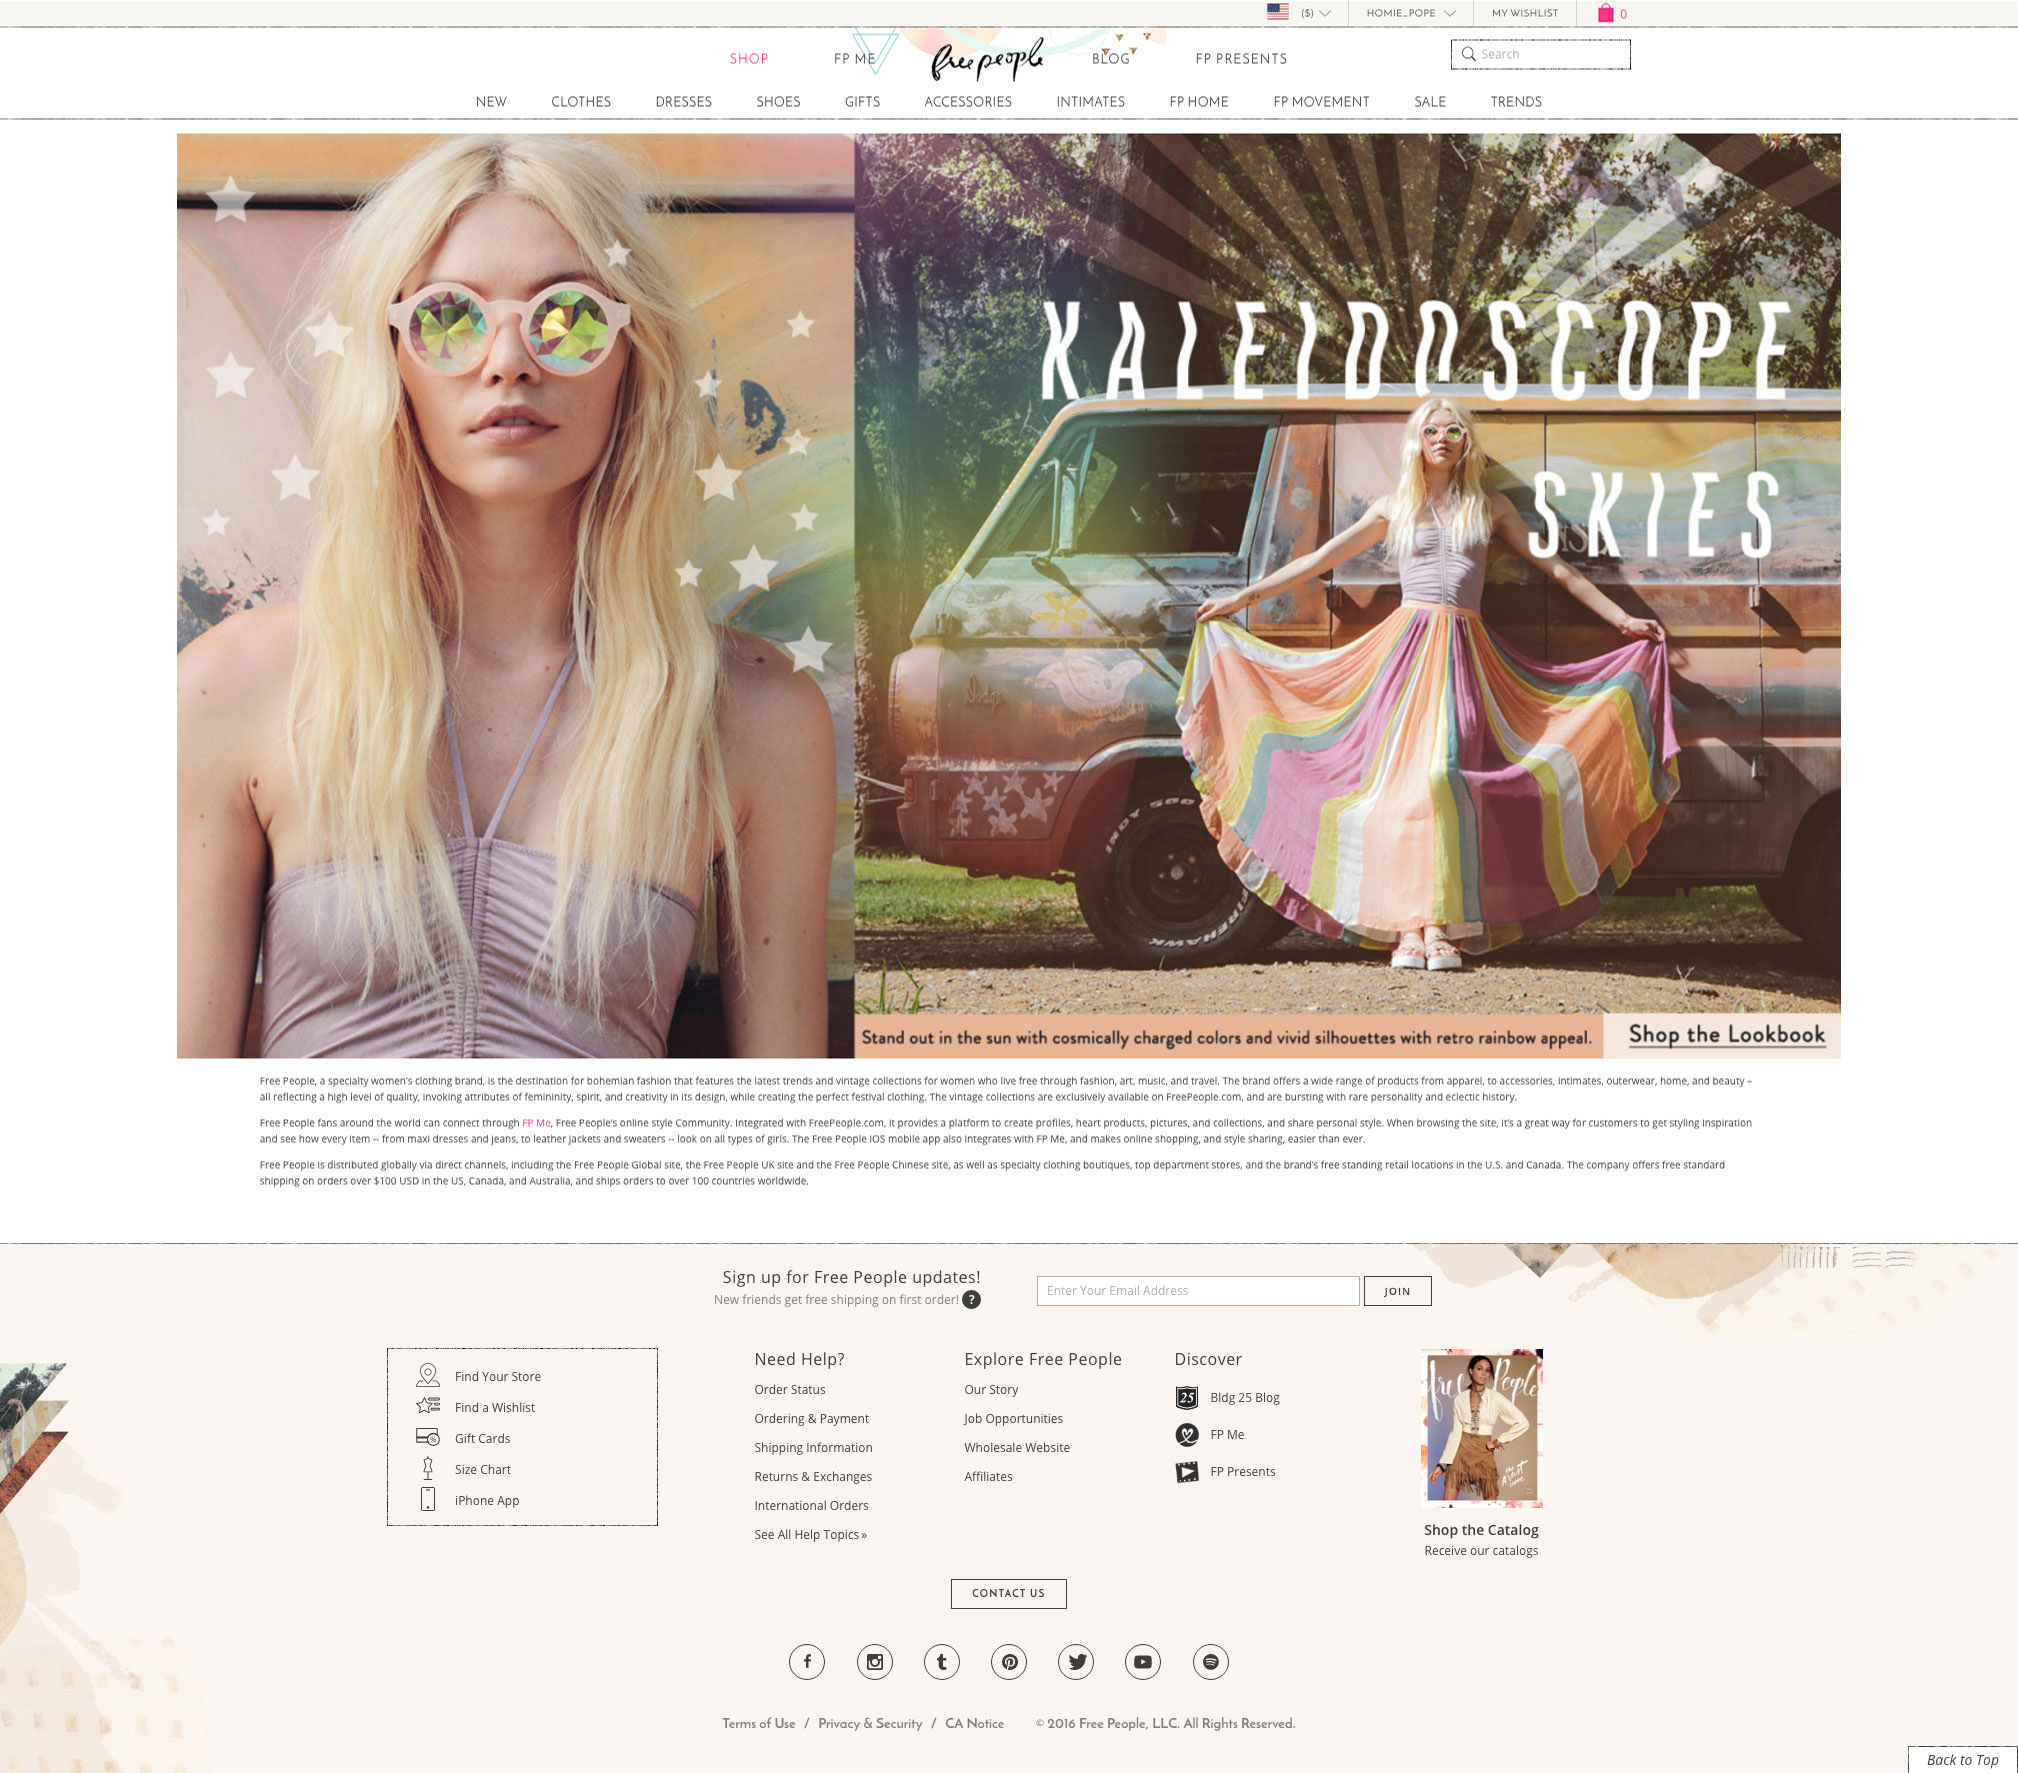 ($)
HOMIE_POPE
MY WISHLIST
0
SHOP
FP ME
free people
BLOG
FP PRESENTS
Search
NEW
CLOTHES
DRESSES
SHOES
GIFTS
ACCESSORIES
INTIMATES
FP HOME
FP MOVEMENT
SALE
TRENDS
KALEIDOSCOPE
SKIES
Dodge
INDY 500
FIREHAWK
Stand out in the sun with cosmically charged colors and vivid silhouettes with retro rainbow appeal.
Shop the Lookbook
Free People, a specialty women's clothing brand, is the destination for bohemian fashion that features the latest trends and vintage collections for women who live free through fashion, art, music, and travel. The brand offers a wide range of products from apparel, to accessories, intimates, outerwear, home, and beauty –
all reflecting a high level of quality, invoking attributes of femininity, spirit, and creativity in its design, while creating the perfect festival clothing. The vintage collections are exclusively available on FreePeople.com, and are bursting with rare personality and eclectic history.
Free People fans around the world can connect through FP Me, Free People's online style Community. Integrated with FreePeople.com, it provides a platform to create profiles, heart products, pictures, and collections, and share personal style. When browsing the site, it's a great way for customers to get styling inspiration
and see how every item -- from maxi dresses and jeans, to leather jackets and sweaters -- look on all types of girls. The Free People iOS mobile app also integrates with FP Me, and makes online shopping, and style sharing, easier than ever.
Free People is distributed globally via direct channels, including the Free People Global site, the Free People UK site and the Free People Chinese site, as well as specialty clothing boutiques, top department stores, and the brand's free standing retail locations in the U.S. and Canada. The company offers free standard
shipping on orders over $100 USD in the US, Canada, and Australia, and ships orders to over 100 countries worldwide.
Sign up for Free People updates!
New friends get free shipping on first order! ?
Enter Your Email Address
JOIN
Find Your Store
Find a Wishlist
Gift Cards
Size Chart
iPhone App
Need Help?
Order Status
Ordering & Payment
Shipping Information
Returns & Exchanges
International Orders
See All Help Topics »
Explore Free People
Our Story
Job Opportunities
Wholesale Website
Affiliates
Discover
25 Bldg 25 Blog
FP Me
FP Presents
free People
Shop the Catalog
Receive our catalogs
CONTACT US
Terms of Use / Privacy & Security / CA Notice
© 2016 Free People, LLC. All Rights Reserved.
Back to Top